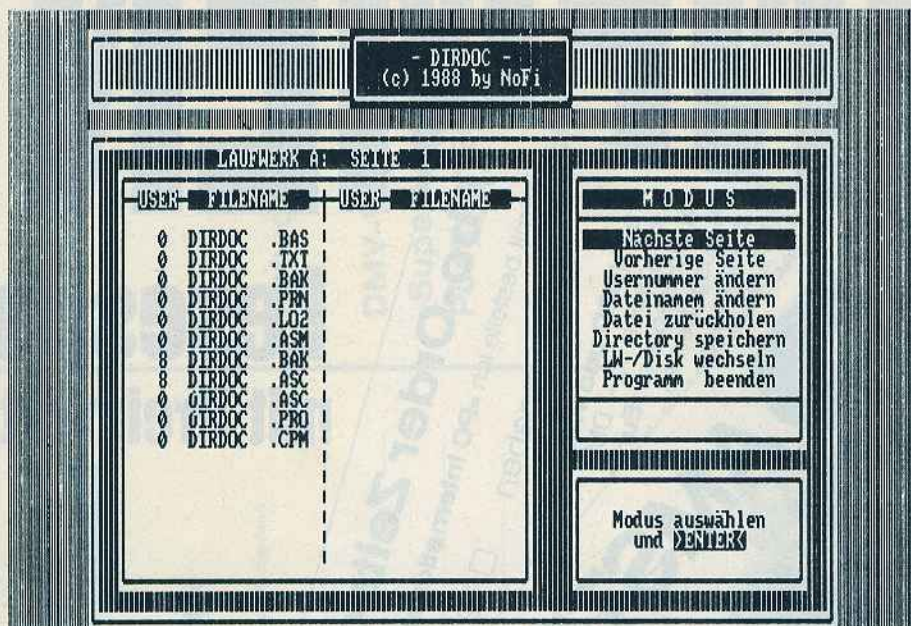 - DIRDOC -
(c) 1988 by NoFi
LAUFWERK A: SEITE 1
USER FILENAME USER FILENAME
0 DIRDOC .BAS
0 DIRDOC .TXT
0 DIRDOC .BAK
0 DIRDOC .PRN
0 DIRDOC .LO2
0 DIRDOC .ASM
8 DIRDOC .BAK
8 DIRDOC .ASC
0 GIRDOC .ASC
0 GIRDOC .PRO
0 DIRDOC .CPM
M O D U S
Nächste Seite
Vorherige Seite
Usernummer ändern
Dateinamem ändern
Datei zurückholen
Directory speichern
LW-/Disk wechseln
Programm beenden
Modus auswählen
und >ENTER<